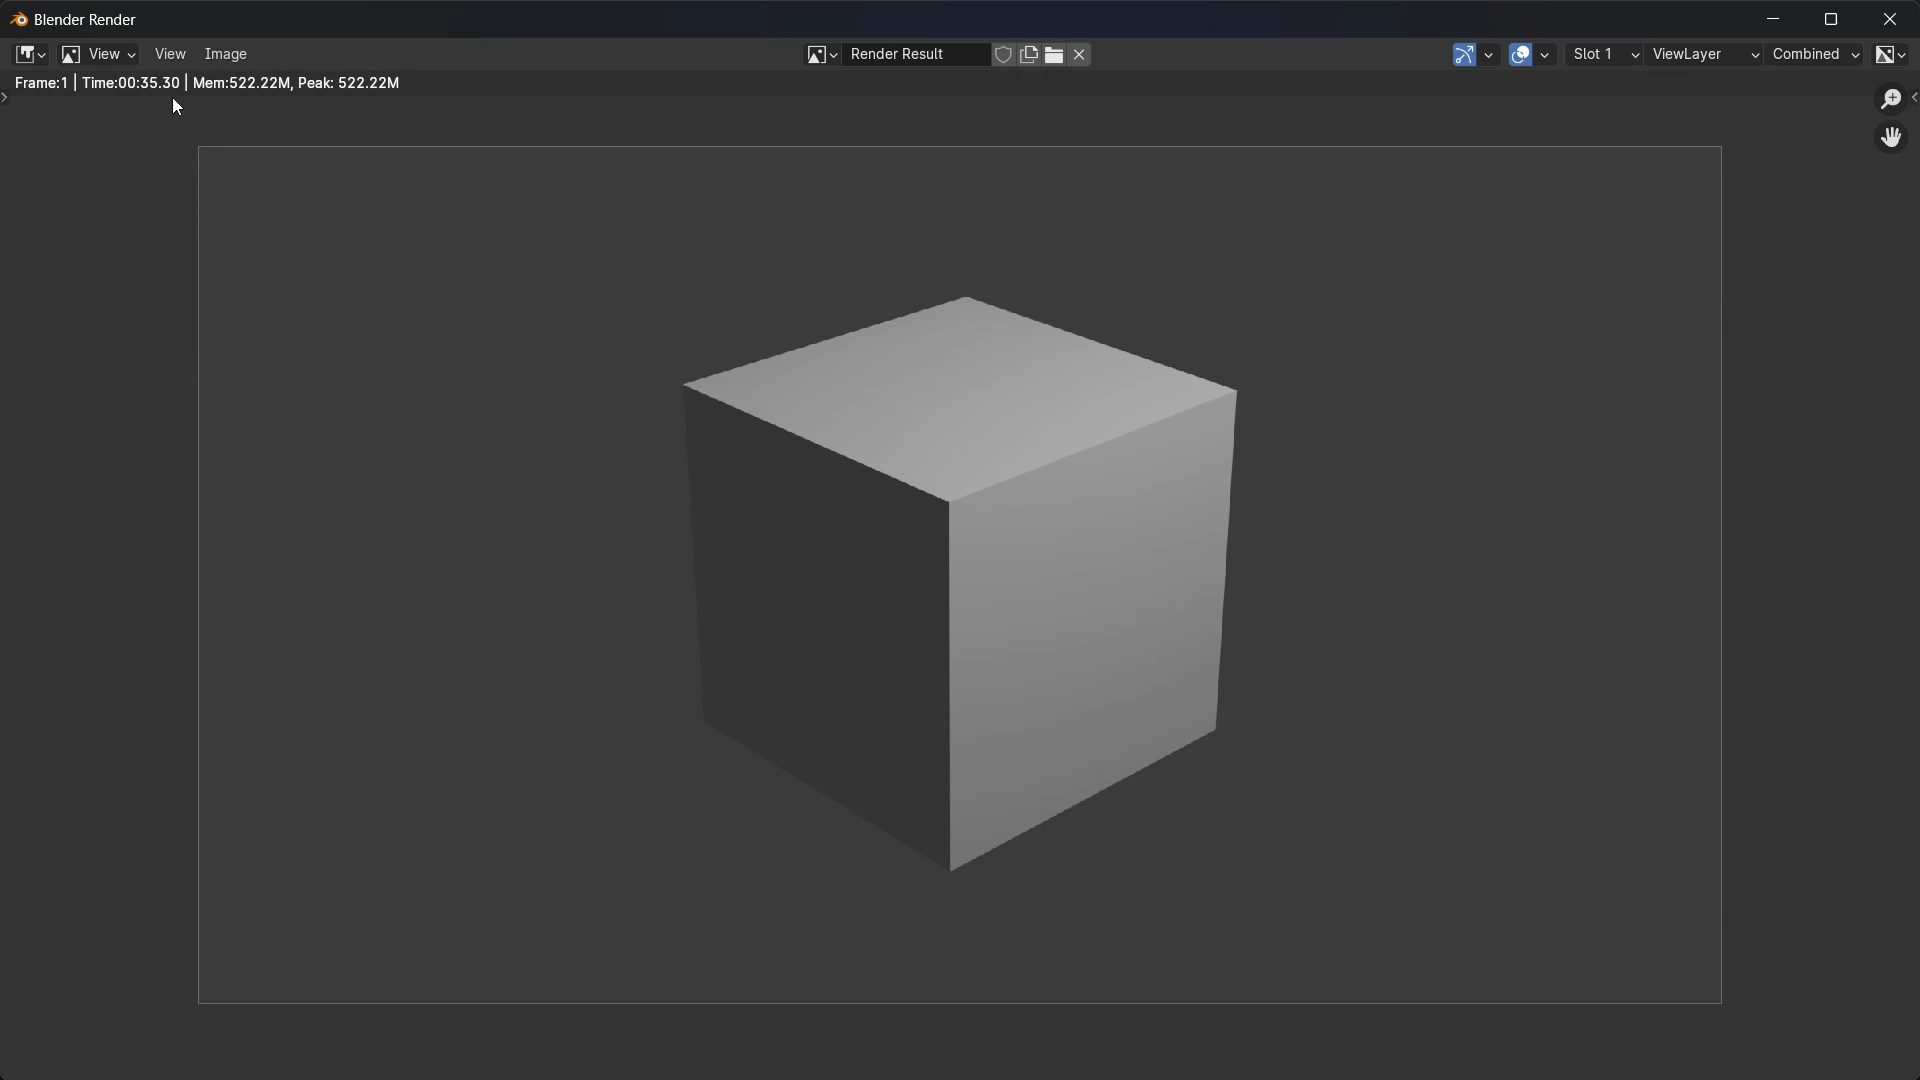 Blender Render
View View Image Render Result Slot 1 ViewLayer Combined
Frame:1 | Time:00:35.30 | Mem:522.22M, Peak: 522.22M